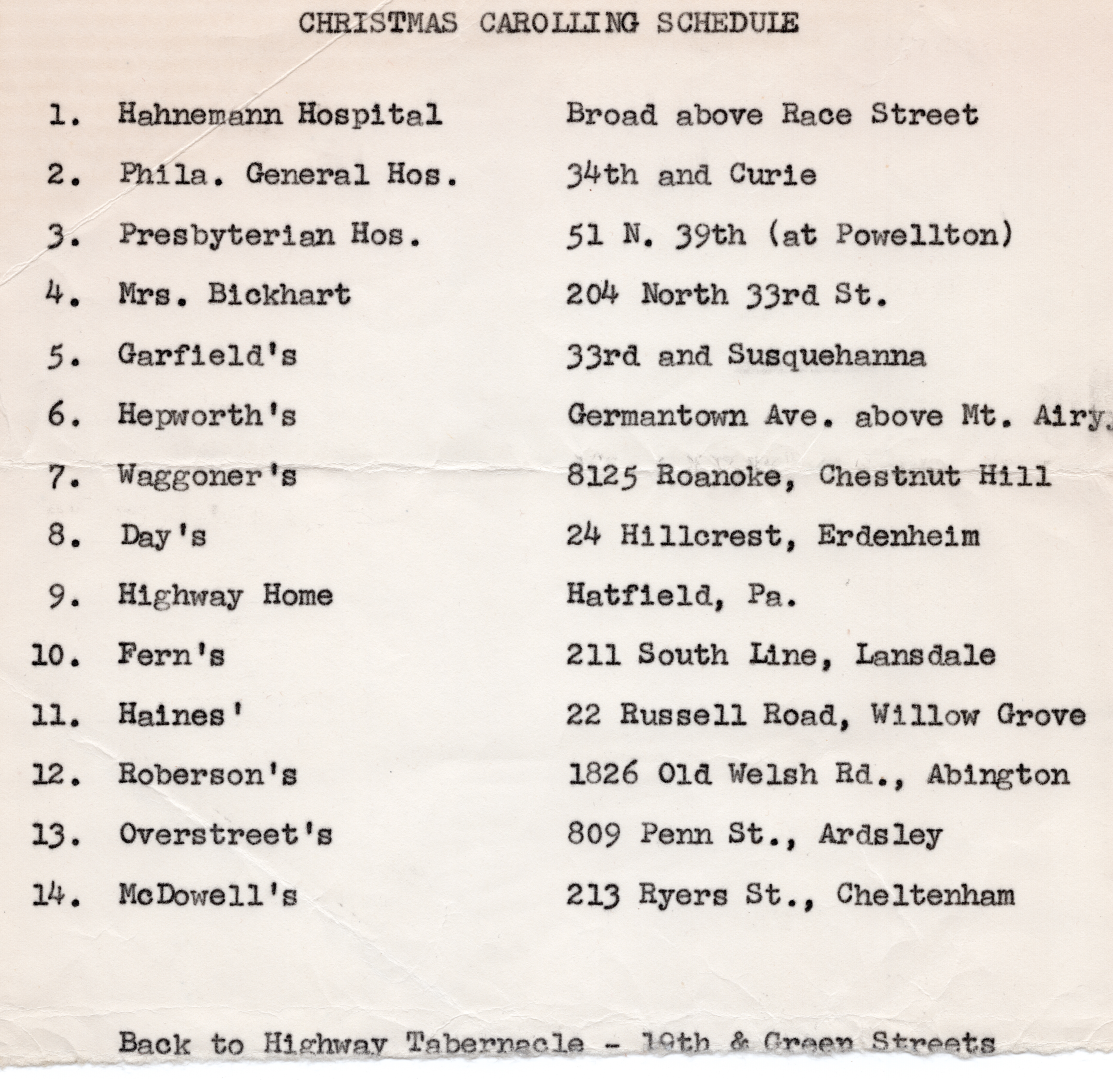 CHRISTMAS CAROLLING SCHEDULE
1. Hahnemann Hospital Broad above Race Street
2. Phila. General Hos. 34th and Curie
3. Presbyterian Hos. 51 N. 39th (at Powellton)
4. Mrs. Bickhart 204 North 33rd St.
5. Garfield's 33rd and Susquehanna
6. Hepworth's Germantown Ave. above Mt. Airy.
7. Waggoner's 8125 Roanoke, Chestnut Hill
8. Day's 24 Hillcrest, Erdenheim
9. Highway Home Hatfield, Pa.
10. Fern's 211 South Line, Lansdale
11. Haines' 22 Russell Road, Willow Grove
12. Roberson's 1826 Old Welsh Rd., Abington
13. Overstreet's 809 Penn St., Ardsley
14. McDowell's 213 Ryers St., Cheltenham
Back to Highway Tabernacle - 19th & Green Streets